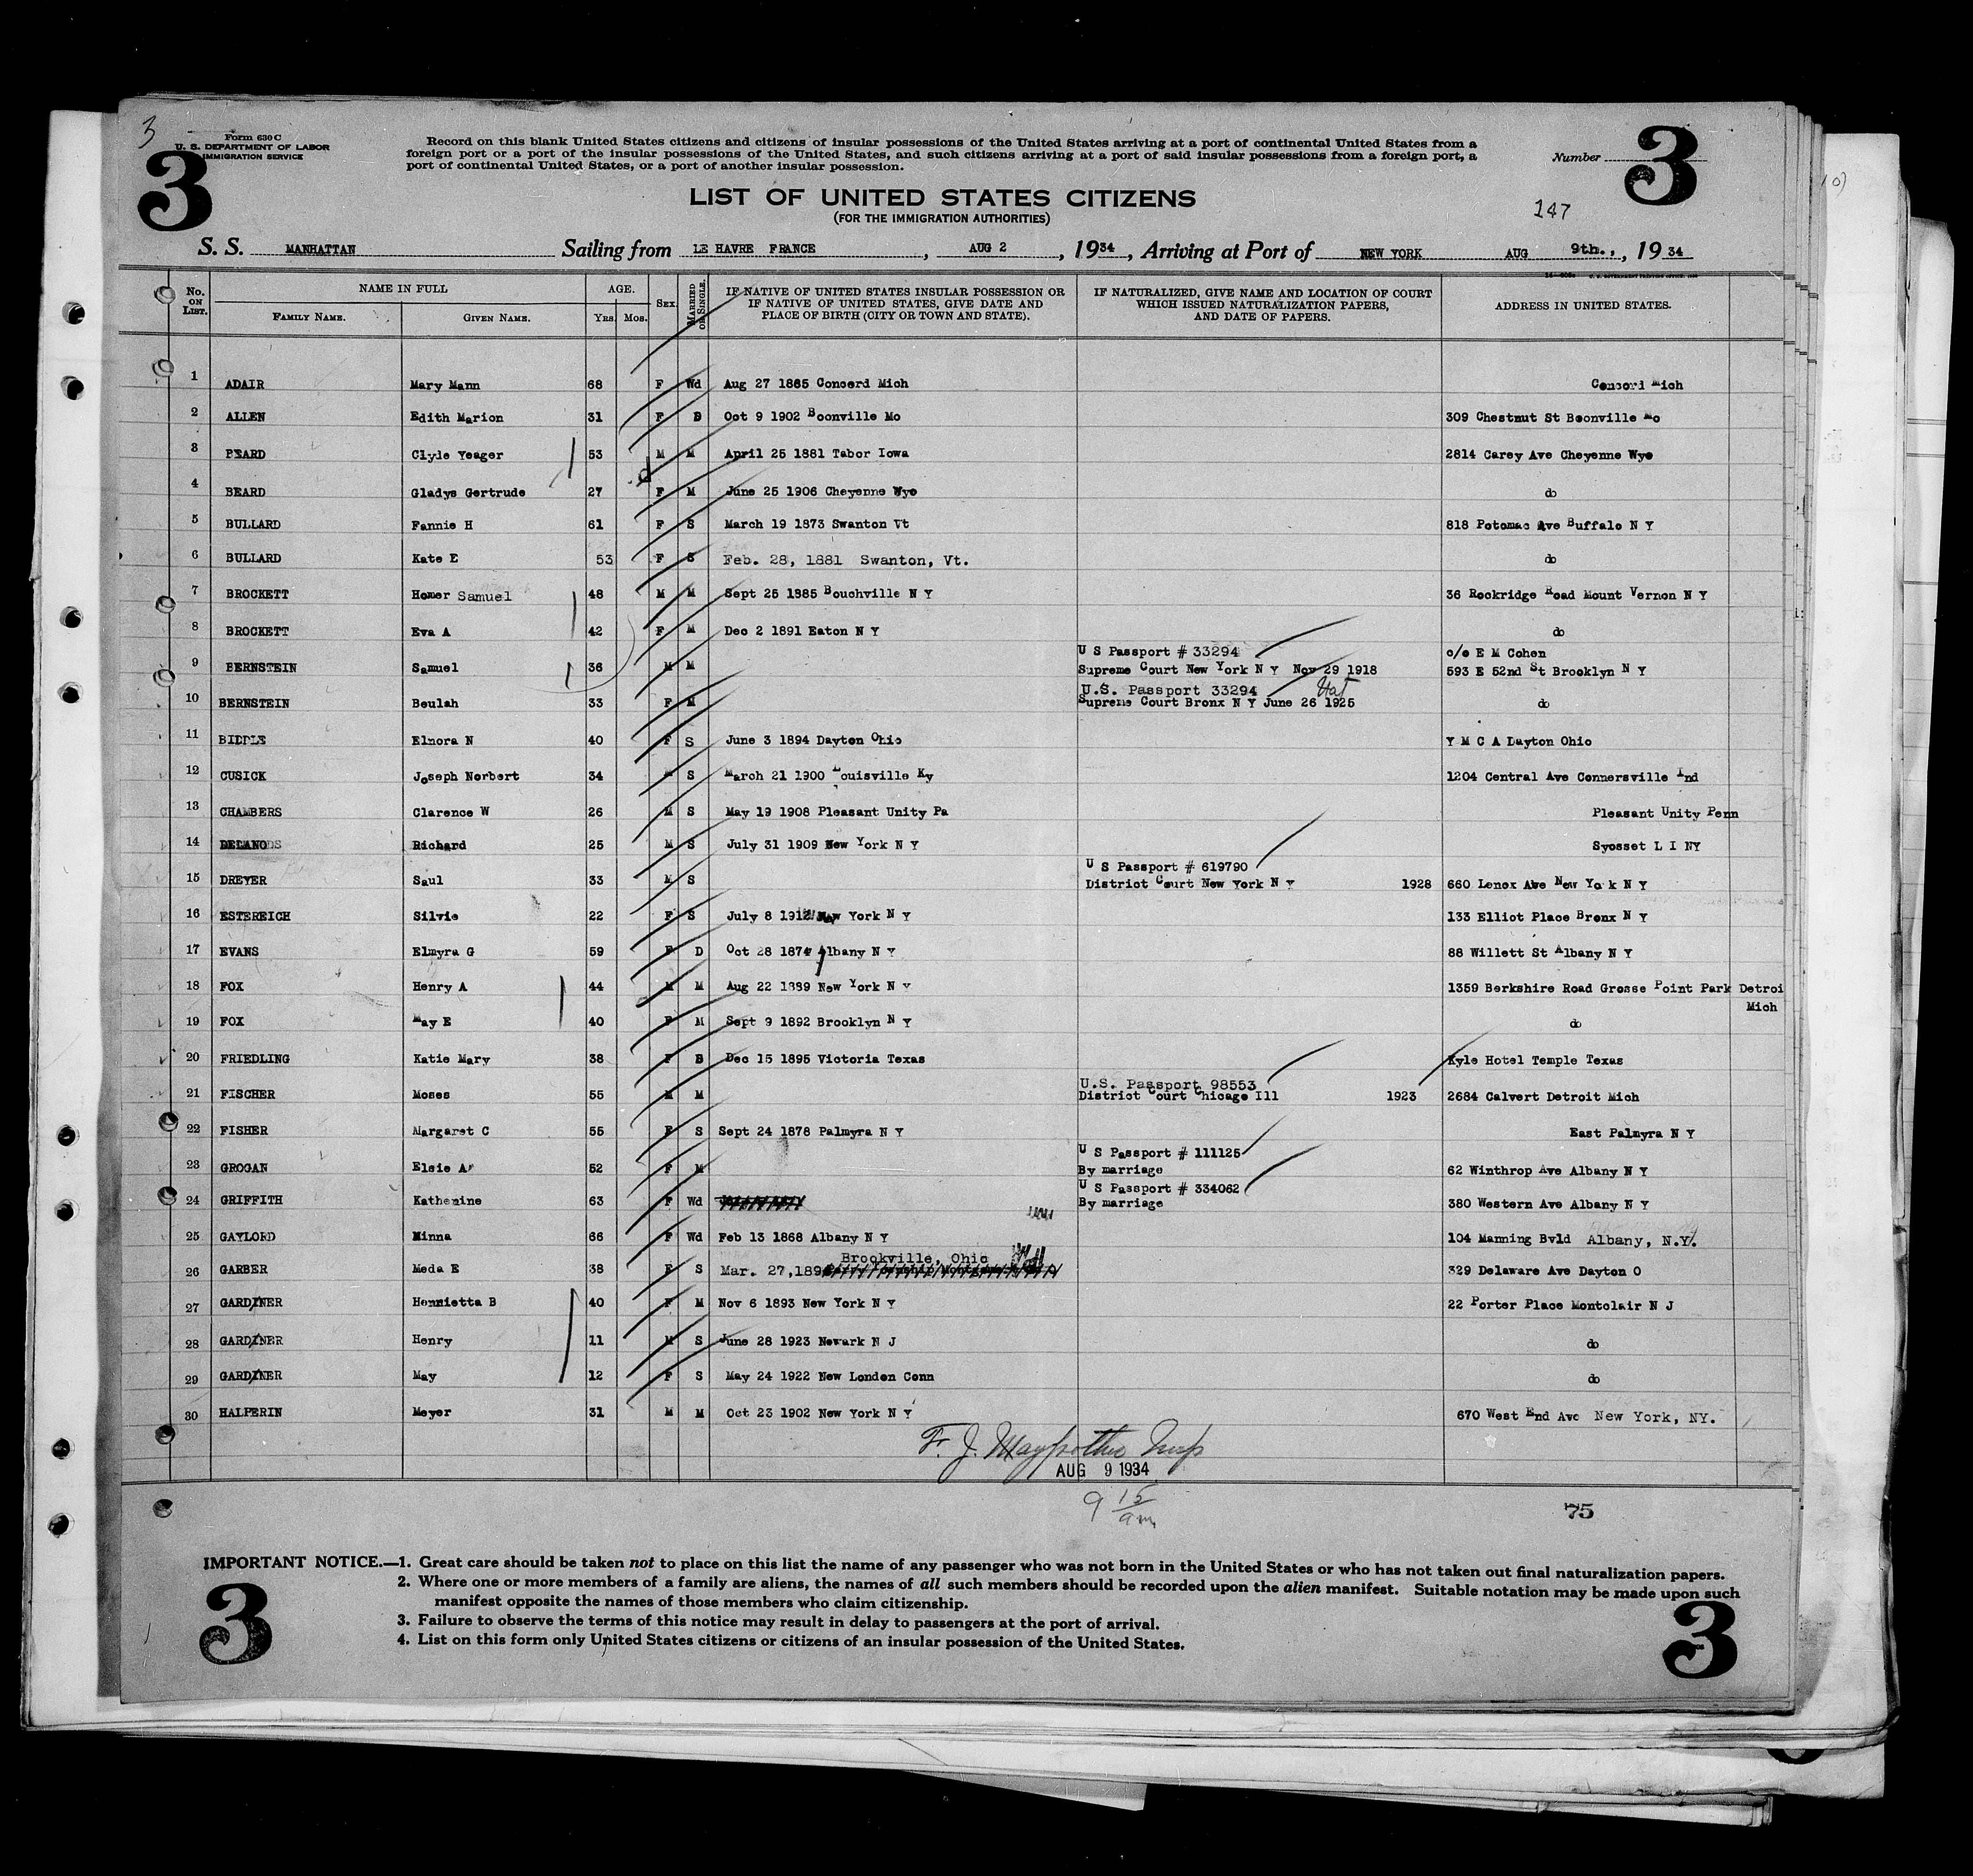 3
Form 630 C
U. S. DEPARTMENT OF LABOR
IMMIGRATION SERVICE
3
Record on this blank United States citizens and citizens of insular possessions of the United States arriving at a port of continental United States from a
foreign port or a port of the insular possessions of the United States, and such citizens arriving at a port of said insular possessions from a foreign port, a
port of continental United States, or a port of another insular possession.
Number 3
LIST OF UNITED STATES CITIZENS
(FOR THE IMMIGRATION AUTHORITIES)
147
S. S. MANHATTAN Sailing from LE HAVRE FRANCE, AUG 2, 1934, Arriving at Port of NEW YORK AUG 9th., , 1934
No. ON LIST. NAME IN FULL AGE. SEX. MARRIED OR SINGLE. IF NATIVE OF UNITED STATES INSULAR POSSESSION OR IF NATIVE OF UNITED STATES, GIVE DATE AND PLACE OF BIRTH (CITY OR TOWN AND STATE). IF NATURALIZED, GIVE NAME AND LOCATION OF COURT WHICH ISSUED NATURALIZATION PAPERS, AND DATE OF PAPERS. ADDRESS IN UNITED STATES.
FAMILY NAME. GIVEN NAME. YRS. MOS.
1 ADAIR Mary Mann 68 F Wd Aug 27 1865 Concord Mich Concord Mich
2 ALLEN Edith Marion 31 F D Oct 9 1902 Boonville Mo 309 Chestnut St Boonville Mo
3 BEARD Clyde Yeager 53 M M April 25 1881 Tabor Iowa 2814 Carey Ave Cheyenne Wyo
4 BEARD Gladys Gertrude 27 F M June 25 1906 Cheyenne Wyo do
5 BULLARD Fannie H 61 F S March 19 1873 Swanton Vt 818 Potomac Ave Buffalo N Y
6 BULLARD Kate E 53 F S Feb. 28, 1881 Swanton, Vt. do
7 BROCKETT Homer Samuel 48 M M Sept 25 1885 Bouchville N Y 36 Rockridge Road Mount Vernon N Y
8 BROCKETT Eva A 42 F M Dec 2 1891 Eaton N Y do
U S Passport # 33294 c/o E M Cohen
9 BERNSTEIN Samuel 36 M M Supreme Court New York N Y Nov 29 1918 593 E 52nd St Brooklyn N Y
U.S. Passport 33294
10 BERNSTEIN Beulah 33 F M Supreme Court Bronx N Y June 26 1925 do
11 BIDDLE Elnora N 40 F S June 3 1894 Dayton Ohio Y M C A Dayton Ohio
12 CUSICK Joseph Norbert 34 M S March 21 1900 Louisville Ky 1204 Central Ave Connersville Ind
13 CHAMBERS Clarence W 26 M S May 19 1908 Pleasant Unity Pa Pleasant Unity Penn
14 DELANO Richard 25 M S July 31 1909 New York N Y Syosset L I NY
U S Passport # 619790
15 DREYER Saul 33 M S District Court New York N Y 1928 660 Lenox Ave New Yo k N Y
16 ESTEREICH Silvie 22 F S July 8 1912 New York N Y 133 Elliot Place Bronx N Y
17 EVANS Elmyra G 59 F D Oct 28 1874 Albany N Y 88 Willett St Albany N Y
18 FOX Henry A 44 M M Aug 22 1889 New York N Y 1359 Berkshire Road Grosse Point Park Detroi
Mich
19 FOX May E 40 F M Sept 9 1892 Brooklyn N Y do
20 FRIEDLING Katie Mary 38 F D Dec 15 1895 Victoria Texas Kyle Hotel Temple Texas
U.S. Passport 98553
21 FISCHER Moses 55 M M District Court Chicago Ill 1923 2684 Calvert Detroit Mich
22 FISHER Margaret C 55 F S Sept 24 1878 Palmyra N Y East Palmyra N Y
U S Passport # 111125
23 GROGAN Elsie A 52 F M By marriage 62 Winthrop Ave Albany N Y
U S Passport # 334062
24 GRIFFITH Kathenine 63 F Wd By marriage 380 Western Ave Albany N Y
25 GAYLORD Minna 66 F Wd Feb 13 1868 Albany N Y 104 Manning Bvld Albany, N.Y.
Brookville, Ohio
26 GARBER Meda E 38 F S Mar. 27, 329 Delaware Ave Dayton O
27 GARDINER Hennietta B 40 F M Nov 6 1893 New York N Y 22 Porter Place Montclair N J
28 GARDINER Henry 11 M S June 28 1923 Newark N J do
29 GARDINER May 12 F S May 24 1922 New London Conn do
30 HALPERIN Meyer 31 M M Oct 23 1902 New York N Y 670 West End Ave New York, NY.
AUG 9 1934
9 15 am
75
IMPORTANT NOTICE.—1. Great care should be taken not to place on this list the name of any passenger who was not born in the United States or who has not taken out final naturalization papers.
2. Where one or more members of a family are aliens, the names of all such members should be recorded upon the alien manifest. Suitable notation may be made upon such
manifest opposite the names of those members who claim citizenship.
3. Failure to observe the terms of this notice may result in delay to passengers at the port of arrival.
4. List on this form only United States citizens or citizens of an insular possession of the United States.
3
3